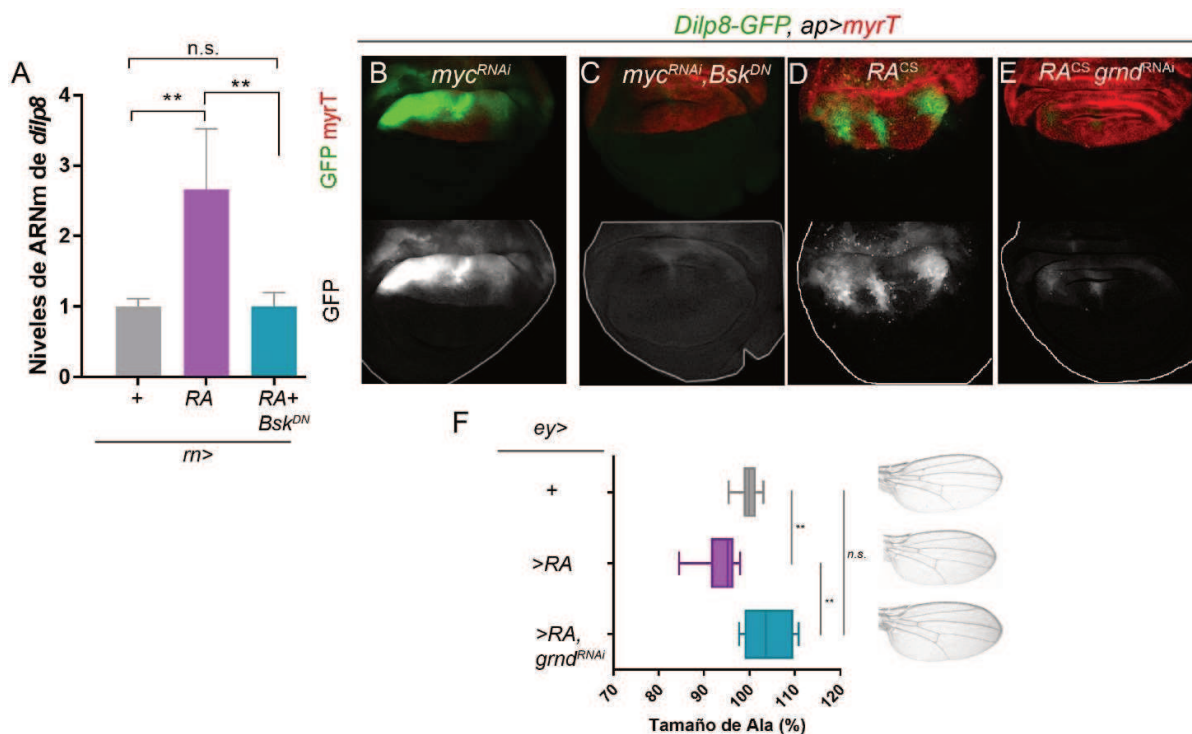 A
n.s.
**
**
Niveles de ARNm de dilp8
4
3
2
1
0
+
RA
RA+
Bsk^DN
rn>
Dilp8-GFP, ap>myrT
GFP myrT
GFP
B
myc^RNAi
C
myc^RNAi,Bsk^DN
D
RA^CS
E
RA^CS grnd^RNAi
F
ey>
+
>RA
>RA,
grnd^RNAi
**
**
n.s.
70
80
90
100
110
120
Tamaño de Ala (%)